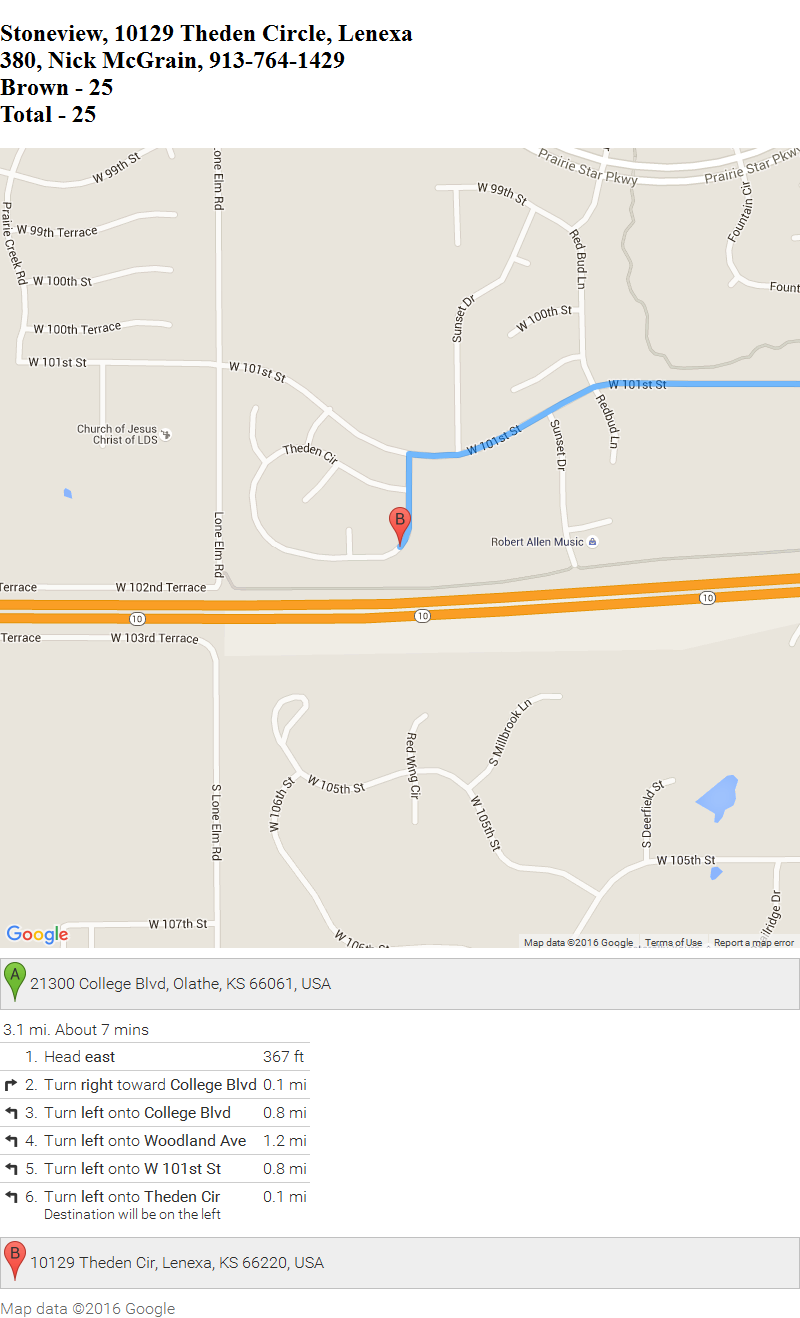 Stoneview, 10129 Theden Circle, Lenexa
380, Nick McGrain, 913-764-1429
Brown - 25
Total - 25
W 99th St
Lone Elm Rd
Prairie Star Pkwy
Prairie Star Pkwy
W 99th St
Prairie Creek Rd
W 99th Terrace
Red Bud Ln
Fountain Cir
W 100th St
Fount
Sunset Dr
W 100th St
W 100th Terrace
W 101st St
W 101st St
W 101st St
Redbud Ln
Church of Jesus
Christ of LDS
Theden Cir
W 101st St
Sunset Dr
B
Lone Elm Rd
Robert Allen Music
Terrace
W 102nd Terrace
10
10
10
Terrace
W 103rd Terrace
S Millbrook Ln
Red Wing Cir
W 106th St
W 105th St
S Lone Elm Rd
W 105th St
S Deerfield St
W 105th St
ailridge Dr
W 107th St
W 106th St
Google
Map data ©2016 Google
Terms of Use
Report a map error
A
21300 College Blvd, Olathe, KS 66061, USA
3.1 mi. About 7 mins
1. Head east 367 ft
2. Turn right toward College Blvd 0.1 mi
3. Turn left onto College Blvd 0.8 mi
4. Turn left onto Woodland Ave 1.2 mi
5. Turn left onto W 101st St 0.8 mi
6. Turn left onto Theden Cir 0.1 mi
Destination will be on the left
B
10129 Theden Cir, Lenexa, KS 66220, USA
Map data ©2016 Google